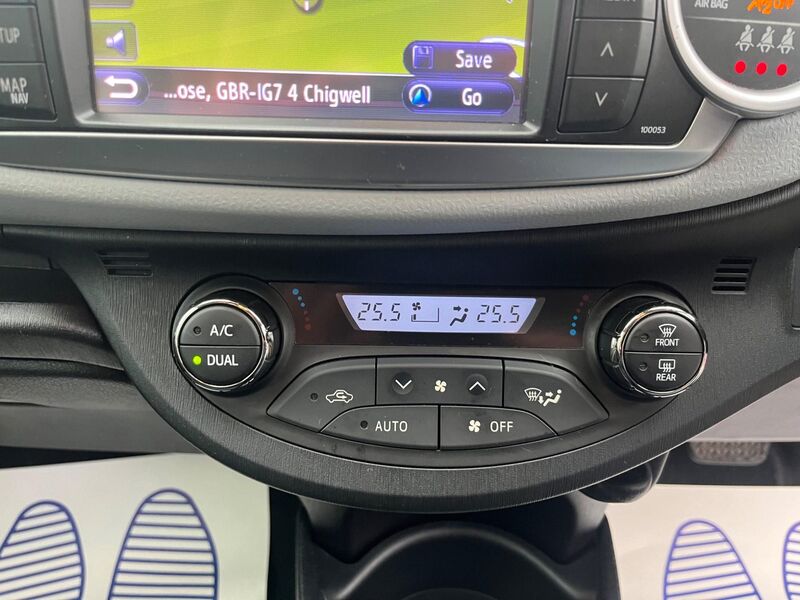 AIR BAG
SETUP
MAP
NAV
Save
...ose, GBR-IG7 4 Chigwell
Go
100053
A/C
DUAL
25.5
25.5
FRONT
REAR
AUTO
OFF